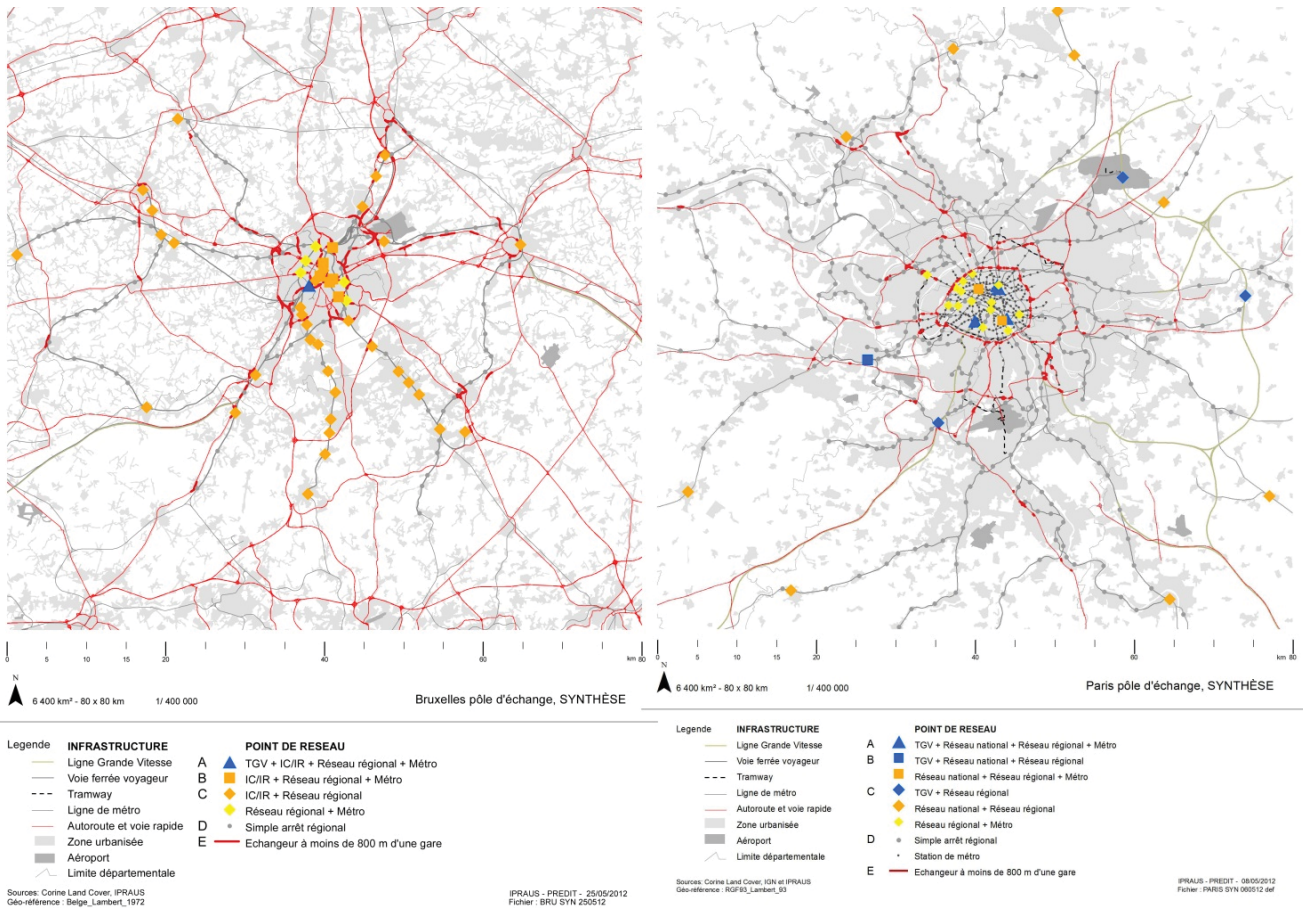 0 5 10 20 40 60 km 80
N
6 400 km² - 80 x 80 km 1/ 400 000
Bruxelles pôle d'échange, SYNTHÈSE
Legende INFRASTRUCTURE
Ligne Grande Vitesse
Voie ferrée voyageur
Tramway
Ligne de métro
Autoroute et voie rapide
Zone urbanisée
Aéroport
Limite départementale
POINT DE RESEAU
A TGV + IC/IR + Réseau régional + Métro
B IC/IR + Réseau régional + Métro
C IC/IR + Réseau régional
Réseau régional + Métro
D Simple arrêt régional
E Echangeur à moins de 800 m d'une gare
Sources: Corine Land Cover, IPRAUS
Géo-référence : Belge_Lambert_1972
IPRAUS - PREDIT - 25/05/2012
Fichier : BRU SYN 250512
0 5 10 20 40 60 km 80
N
6 400 km² - 80 x 80 km 1/ 400 000
Paris pôle d'échange, SYNTHÈSE
Legende INFRASTRUCTURE
Ligne Grande Vitesse
Voie ferrée voyageur
Tramway
Ligne de métro
Autoroute et voie rapide
Zone urbanisée
Aéroport
Limite départementale
POINT DE RESEAU
A TGV + Réseau national + Réseau régional + Métro
B TGV + Réseau national + Réseau régional
Réseau national + Réseau régional + Métro
C TGV + Réseau régional
Réseau national + Réseau régional
Réseau régional + Métro
D Simple arrêt régional
Station de métro
E Echangeur à moins de 800 m d'une gare
Sources: Corine Land Cover, IGN et IPRAUS
Géo-référence : RGF93_Lambert_93
IPRAUS - PREDIT - 08/05/2012
Fichier : PARIS SYN 060512 def